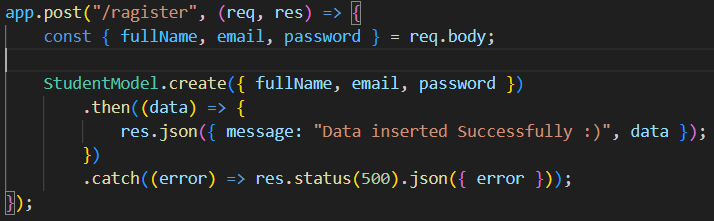 app.post("/ragister", (req, res) => {
    const { fullName, email, password } = req.body;

    StudentModel.create({ fullName, email, password })
        .then((data) => {
            res.json({ message: "Data inserted Successfully :)", data });
        })
        .catch((error) => res.status(500).json({ error }));
});